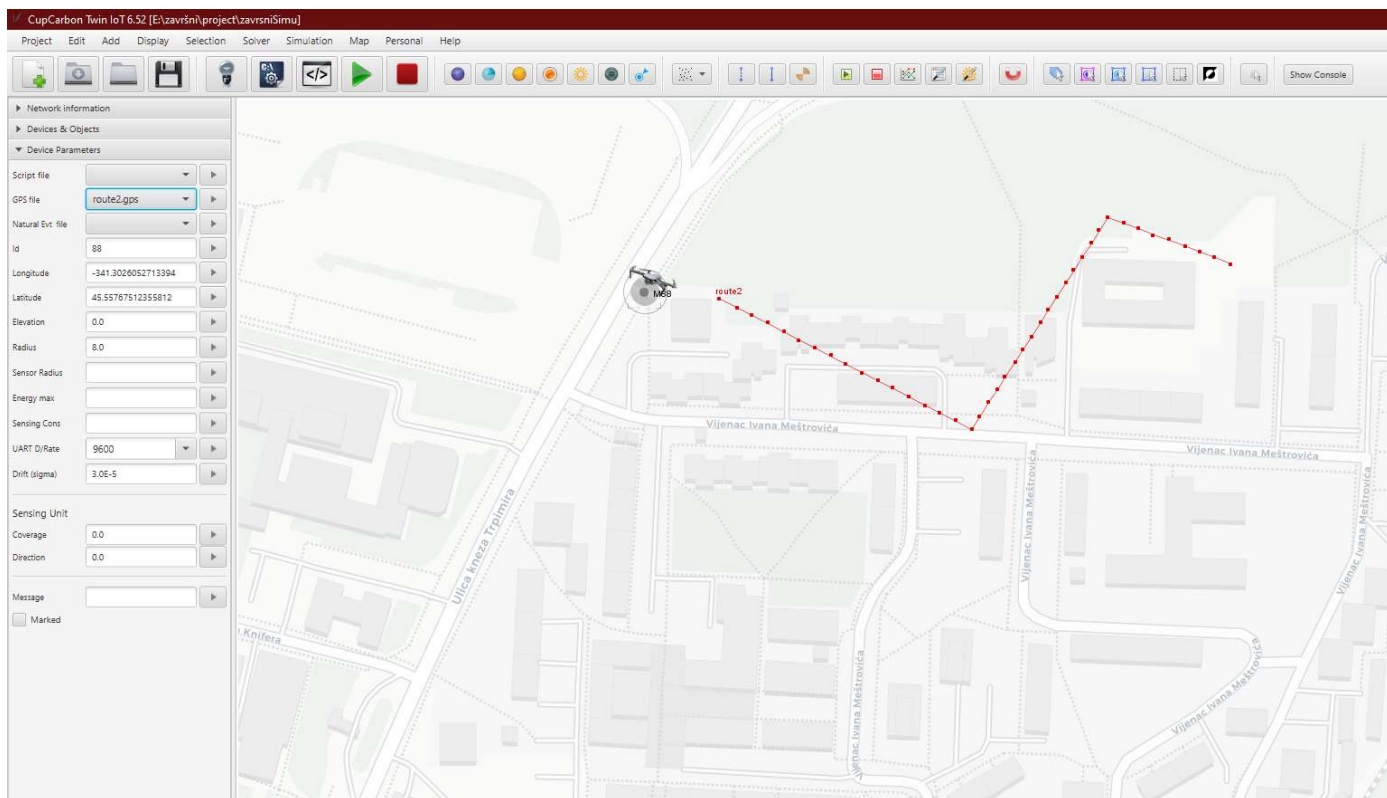 CupCarbon Twin IoT 6.52 [E:\završni\project\zavrsniSimu]
Project Edit Add Display Selection Solver Simulation Map Personal Help
Show Console
Network information
Devices & Objects
Device Parameters
Script file
GPS file route2.gps
Natural Evt file
Id 88
Longitude -341.3026052713394
Latitude 45.55767512355812
Elevation 0.0
Radius 8.0
Sensor Radius
Energy max
Sensing Cons
UART D/Rate 9600
Drift (sigma) 3.0E-5
Sensing Unit
Coverage 0.0
Direction 0.0
Message
Marked
route2
Vijenac Ivana Meštrovića
Vijenac Ivana Meštrovića
Ulica kneza Trpimira
Vijenac Ivana Meštrovića
Vijenac Ivana Meštrovića
Vijenac Ivana Meštrovića
Vijenac Ivana Meštrovića
Knifera